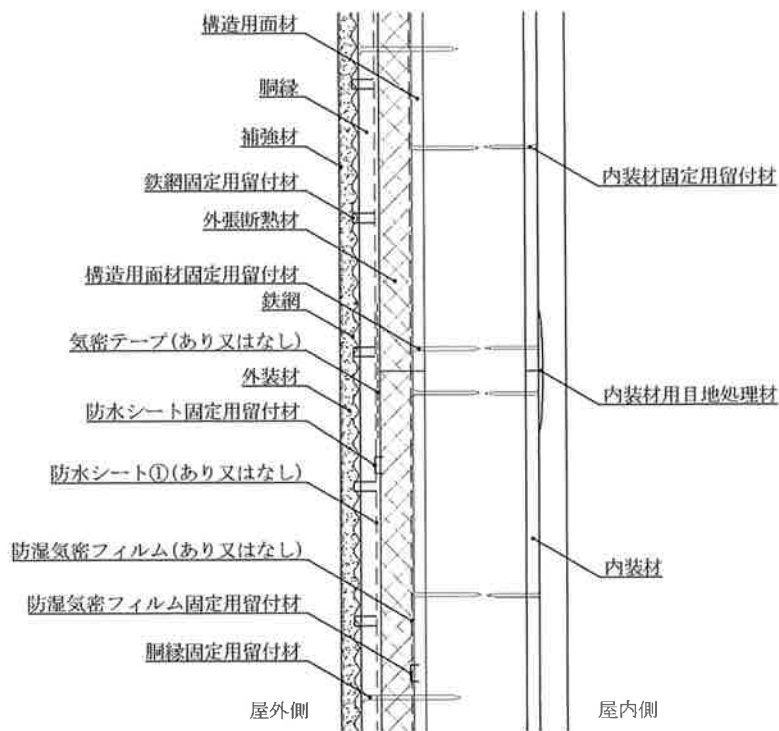 構造用面材
胴縁
補強材
鉄網固定用留付材
外張断熱材
構造用面材固定用留付材
鉄網
気密テープ(あり又はなし)
外装材
防水シート固定用留付材
防水シート①(あり又はなし)
防湿気密フィルム(あり又はなし)
防湿気密フィルム固定用留付材
胴縁固定用留付材
屋外側
内装材固定用留付材
内装材用目地処理材
内装材
屋内側